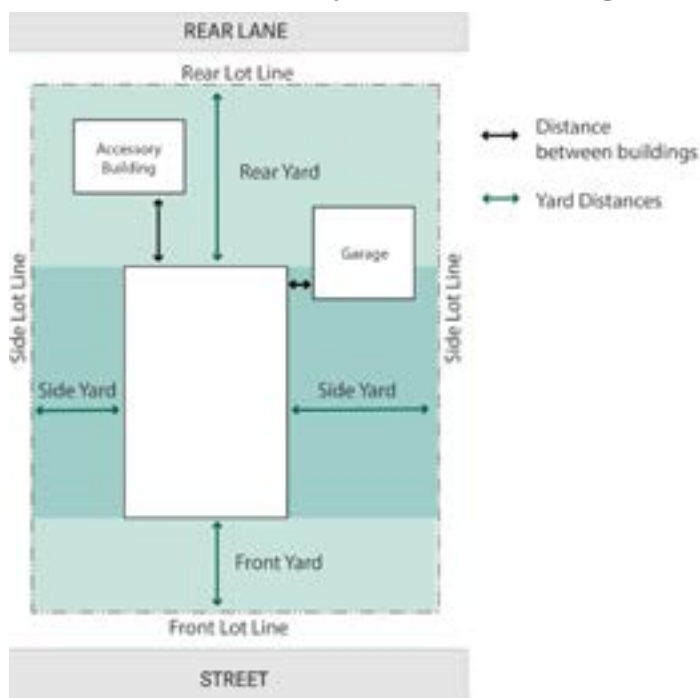 REAR LANE
Rear Lot Line
Accessory
Building
Rear Yard
Garage
Side Lot Line
Side Lot Line
Side Yard
Side Yard
Front Yard
Front Lot Line
STREET
Distance
between buildings
Yard Distances